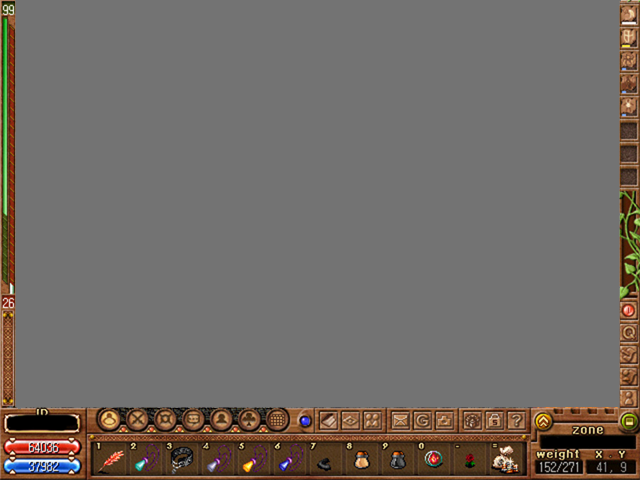 99
26
ID
64036
37982
1 2 3 4 5 6 7 8 9 0 - =
G
?
Q
zone
weight X . Y
152/271 41, 9